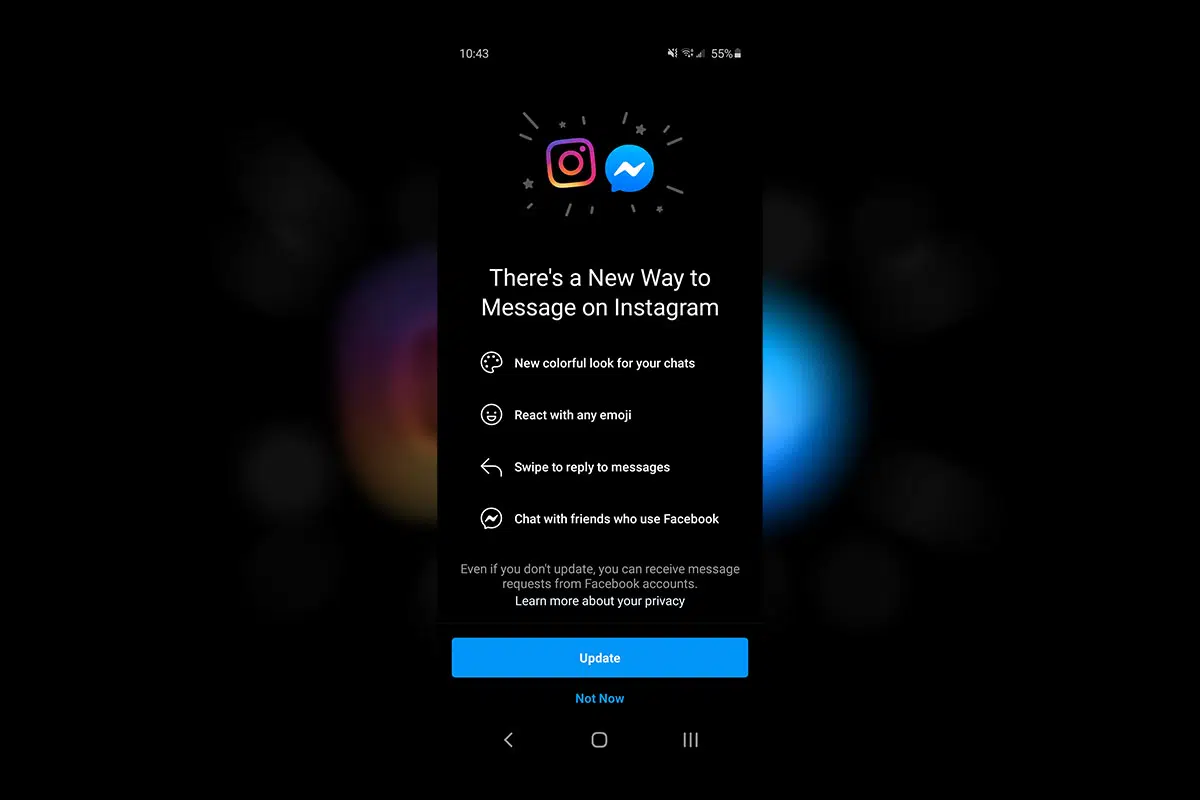 10:43
55%
There's a New Way to
Message on Instagram
New colorful look for your chats
React with any emoji
Swipe to reply to messages
Chat with friends who use Facebook
Even if you don't update, you can receive message
requests from Facebook accounts.
Learn more about your privacy
Update
Not Now